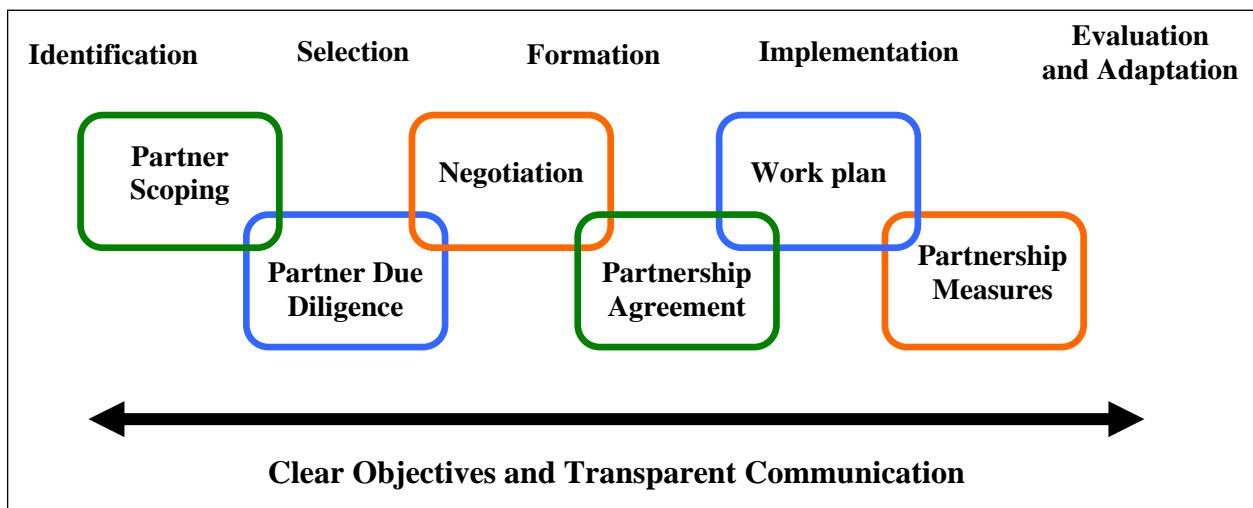 Identification
Selection
Formation
Implementation
Evaluation
and Adaptation
Partner
Scoping
Negotiation
Work plan
Partner Due
Diligence
Partnership
Agreement
Partnership
Measures
Clear Objectives and Transparent Communication